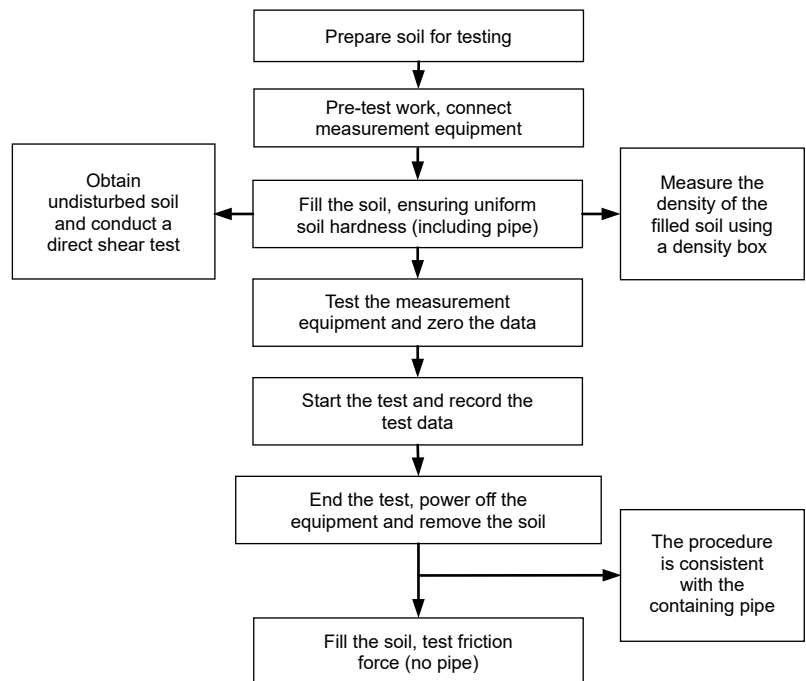 Prepare soil for testing
Pre-test work, connect
measurement equipment
Obtain
undisturbed soil
and conduct a
direct shear test
Fill the soil, ensuring uniform
soil hardness (including pipe)
Measure the
density of the
filled soil using
a density box
Test the measurement
equipment and zero the data
Start the test and record the
test data
End the test, power off the
equipment and remove the soil
The procedure
is consistent
with the
containing pipe
Fill the soil, test friction
force (no pipe)